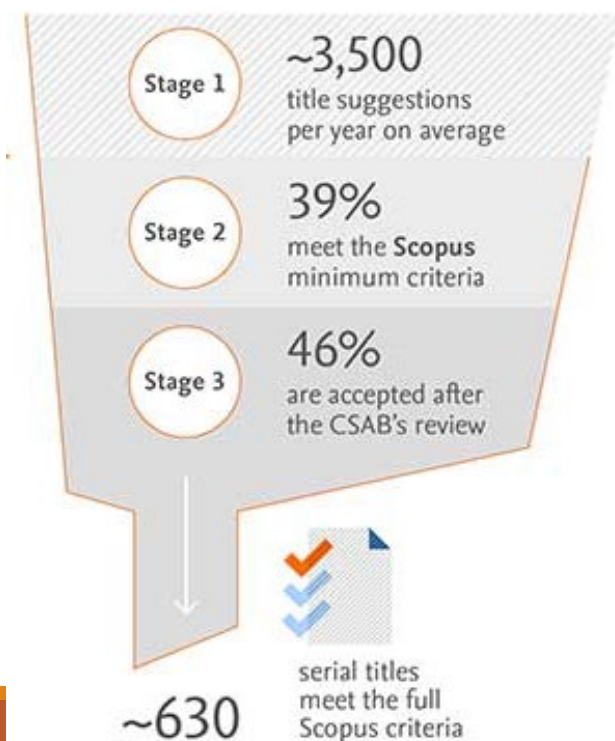 Stage 1
~3,500
title suggestions
per year on average
Stage 2
39%
meet the Scopus
minimum criteria
Stage 3
46%
are accepted after
the CSAB's review
~630
serial titles
meet the full
Scopus criteria